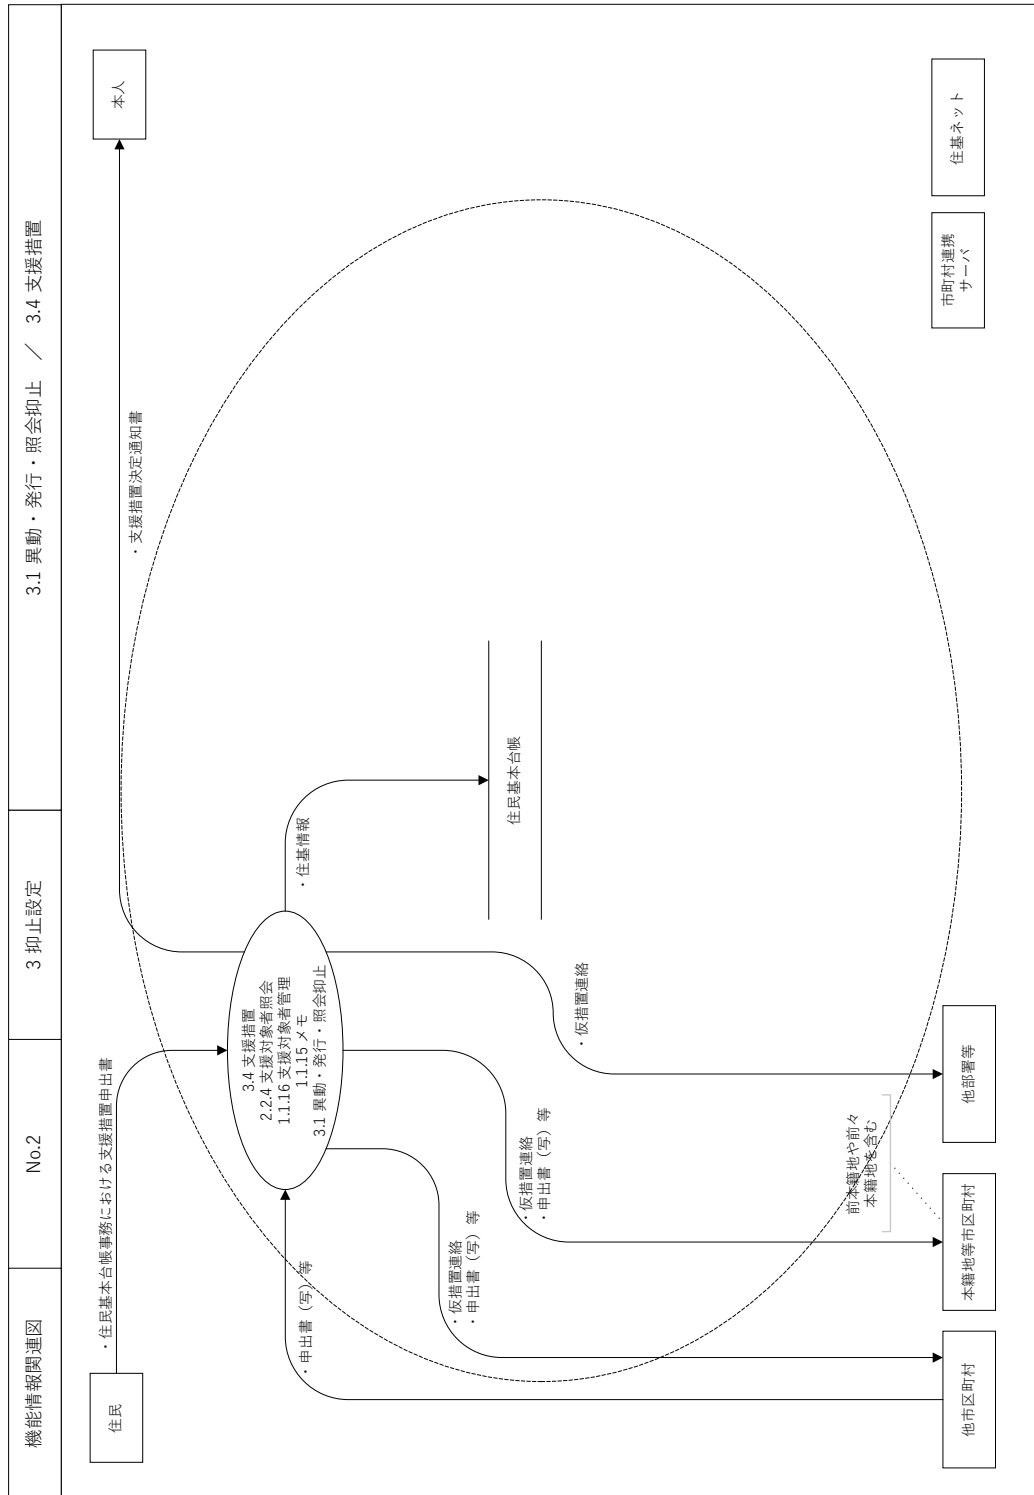 機能情報関連図
No.2
3 抑止設定
3.1 異動・発行・照会抑止 ／ 3.4 支援措置
住民
・住民基本台帳事務における支援措置申出書
・支援措置決定通知書
本人
3.4 支援措置
2.2.4 支援対象者照会
1.1.16 支援対象者管理
1.1.15 メモ
3.1 異動・発行・照会抑止
・住基情報
・申出書（写）等
・仮措置連絡
・申出書（写）等
・仮措置連絡
・申出書（写）等
・仮措置連絡
住民基本台帳
前本籍地や前々
本籍地を含む
他市区町村
本籍地等市区町村
他部署等
市町村連携
サーバ
住基ネット